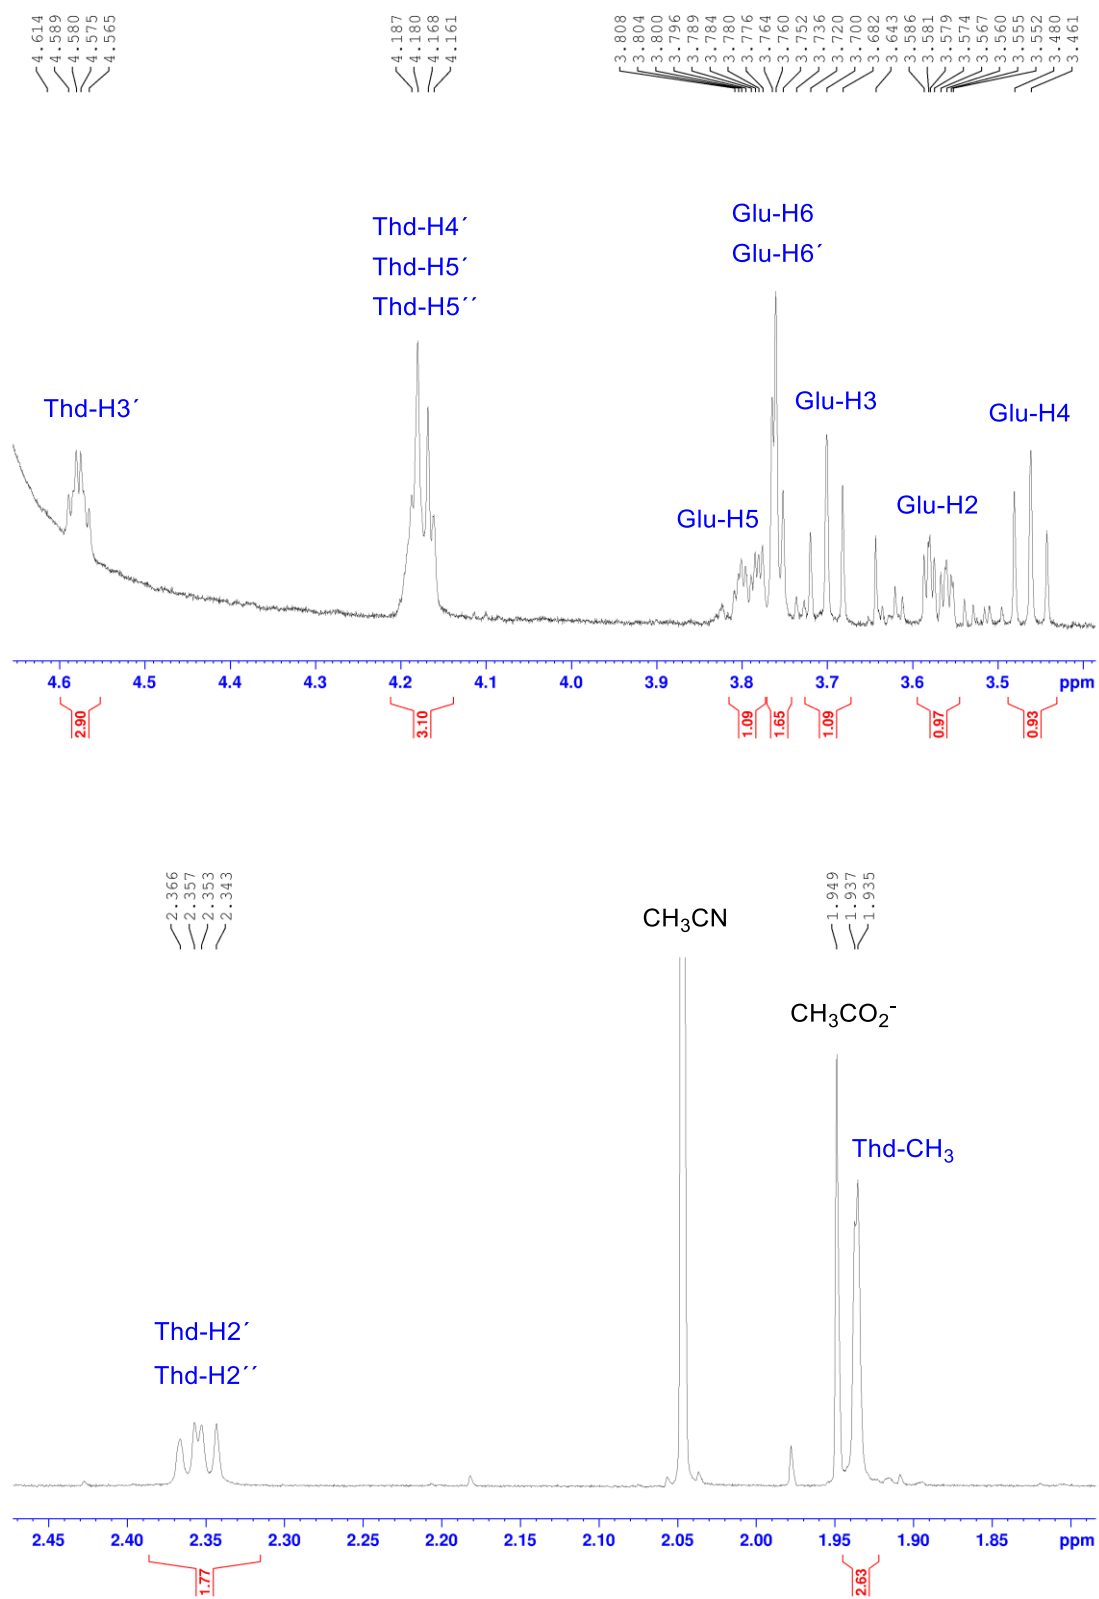 4.614
4.589
4.580
4.575
4.565
4.187
4.180
4.168
4.161
3.808
3.804
3.800
3.796
3.789
3.784
3.780
3.776
3.764
3.760
3.752
3.736
3.720
3.700
3.682
3.643
3.586
3.581
3.579
3.574
3.567
3.560
3.555
3.552
3.480
3.461
Glu-H6
Thd-H4´
Glu-H6´
Thd-H5´
Thd-H5´´
Glu-H3
Thd-H3´
Glu-H4
Glu-H2
Glu-H5
4.6 4.5 4.4 4.3 4.2 4.1 4.0 3.9 3.8 3.7 3.6 3.5 ppm
2.90 3.10 1.09 1.65 1.09 0.97 0.93
2.366
2.357
2.353
2.343
1.949
1.937
1.935
CH₃CN
CH₃CO₂⁻
Thd-CH₃
Thd-H2´
Thd-H2´´
2.45 2.40 2.35 2.30 2.25 2.20 2.15 2.10 2.05 2.00 1.95 1.90 1.85 ppm
1.77 2.63